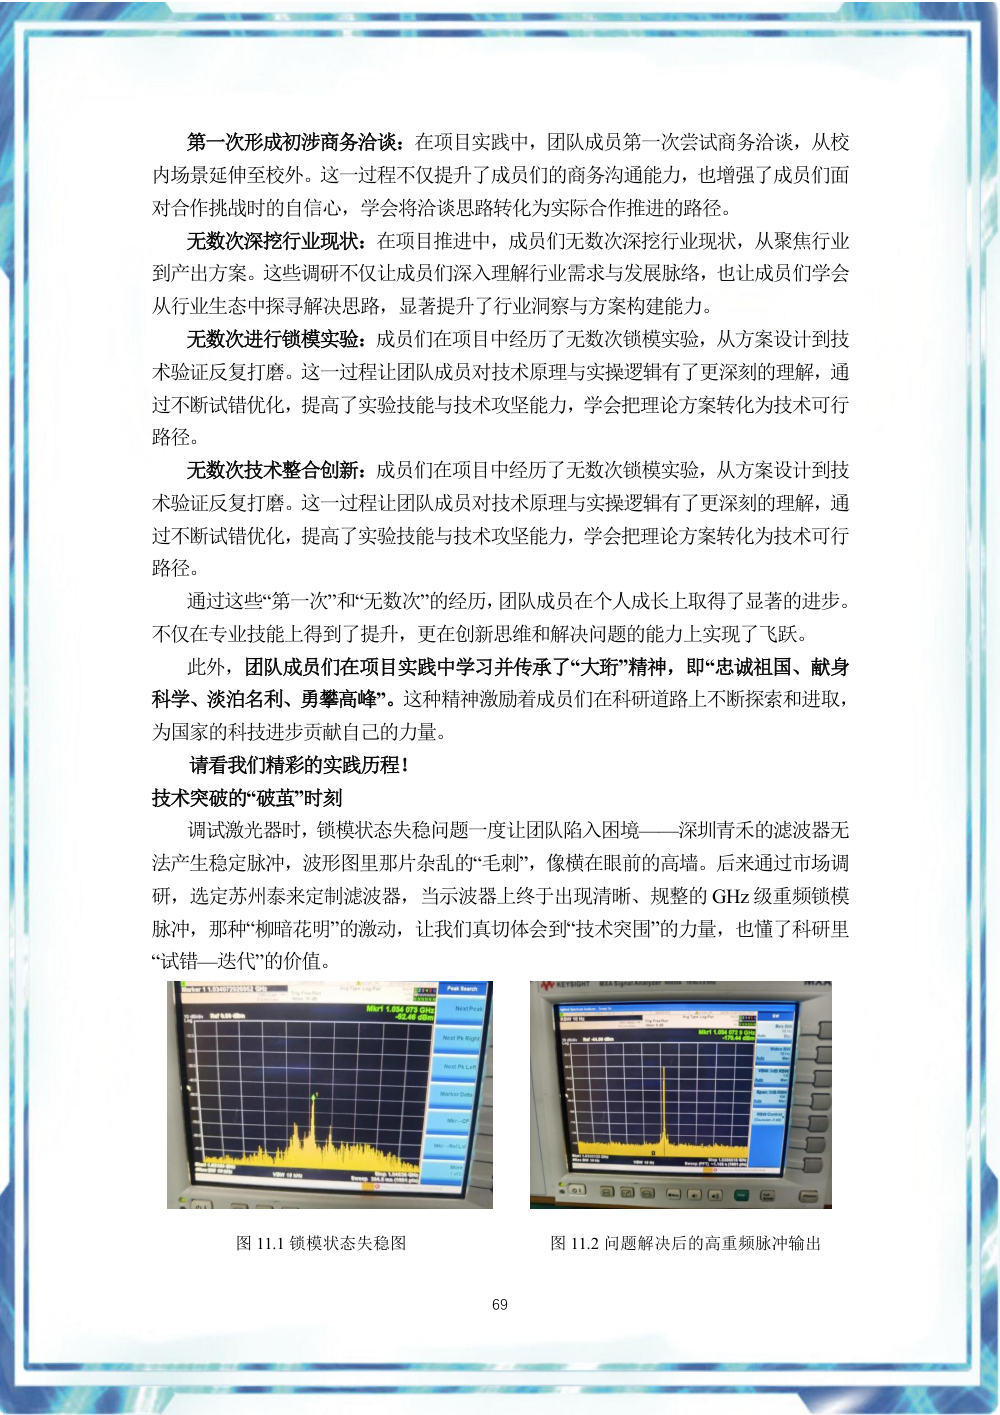 第一次形成初涉商务洽谈：在项目实践中，团队成员第一次尝试商务洽谈，从校
内场景延伸至校外。这一过程不仅提升了成员们的商务沟通能力，也增强了成员们面
对合作挑战时的自信心，学会将洽谈思路转化为实际合作推进的路径。
无数次深挖行业现状：在项目推进中，成员们无数次深挖行业现状，从聚焦行业
到产出方案。这些调研不仅让成员们深入理解行业需求与发展脉络，也让成员们学会
从行业生态中探寻解决思路，显著提升了行业洞察与方案构建能力。
无数次进行锁模实验：成员们在项目中经历了无数次锁模实验，从方案设计到技
术验证反复打磨。这一过程让团队成员对技术原理与实操逻辑有了更深刻的理解，通
过不断试错优化，提高了实验技能与技术攻坚能力，学会把理论方案转化为技术可行
路径。
无数次技术整合创新：成员们在项目中经历了无数次锁模实验，从方案设计到技
术验证反复打磨。这一过程让团队成员对技术原理与实操逻辑有了更深刻的理解，通
过不断试错优化，提高了实验技能与技术攻坚能力，学会把理论方案转化为技术可行
路径。
通过这些“第一次”和“无数次”的经历，团队成员在个人成长上取得了显著的进步。
不仅在专业技能上得到了提升，更在创新思维和解决问题的能力上实现了飞跃。
此外，团队成员们在项目实践中学习并传承了“大珩”精神，即“忠诚祖国、献身
科学、淡泊名利、勇攀高峰”。这种精神激励着成员们在科研道路上不断探索和进取，
为国家的科技进步贡献自己的力量。
请看我们精彩的实践历程！
技术突破的“破茧”时刻
调试激光器时，锁模状态失稳问题一度让团队陷入困境——深圳青禾的滤波器无
法产生稳定脉冲，波形图里那片杂乱的“毛刺”，像横在眼前的高墙。后来通过市场调
研，选定苏州泰来定制滤波器，当示波器上终于出现清晰、规整的 GHz 级重频锁模
脉冲，那种“柳暗花明”的激动，让我们真切体会到“技术突围”的力量，也懂了科研里
“试错—迭代”的价值。
Peak Search
Mkr1 1.034 073 GHz
-52.46 dBm
Next Peak
Next Pk Right
Next Pk Left
Marker Delta
Mkr→CF
Mkr→Ref Lvl
More
KEYSIGHT MXA Signal Analyzer
Mkr1 1.034 072 9 GHz
图 11.1 锁模状态失稳图
图 11.2 问题解决后的高重频脉冲输出
69